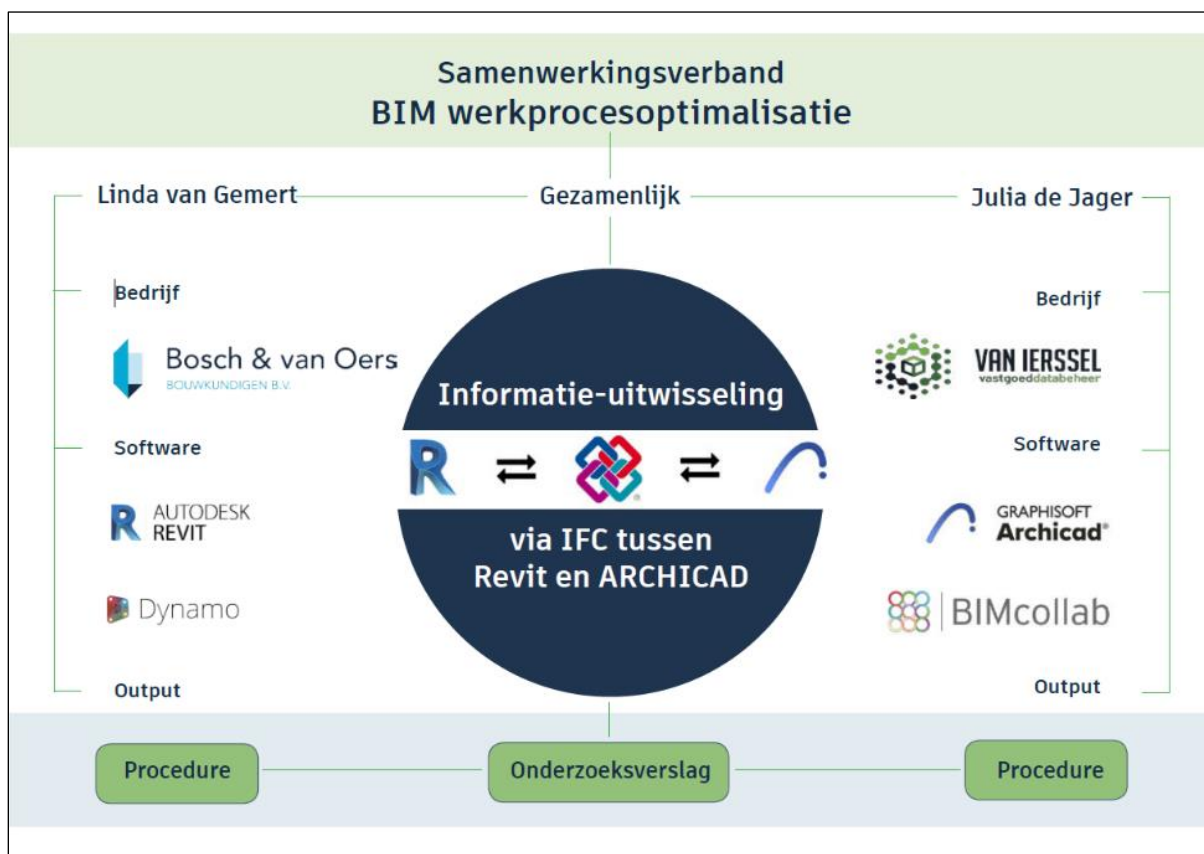 Samenwerkingsverband
BIM werkprocesoptimalisatie
Linda van Gemert
Gezamenlijk
Julia de Jager
Bedrijf
Bosch & van Oers
BOUWKUNDIGEN B.V.
Software
AUTODESK
REVIT
Dynamo
Output
Informatie-uitwisseling
R
®
via IFC tussen
Revit en ARCHICAD
Bedrijf
VAN IERSSEL
vastgoeddatabeheer
Software
GRAPHISOFT
Archicad®
BIMcollab
Output
Procedure
Onderzoeksverslag
Procedure